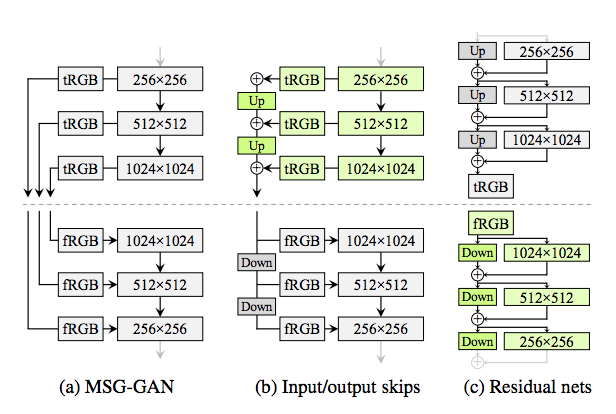 tRGB 256×256
tRGB 512×512
tRGB 1024×1024
fRGB 1024×1024
fRGB 512×512
fRGB 256×256
(a) MSG-GAN
tRGB 256×256
Up
tRGB 512×512
Up
tRGB 1024×1024
fRGB 1024×1024
Down
fRGB 512×512
Down
fRGB 256×256
(b) Input/output skips
Up 256×256
Up 512×512
Up 1024×1024
tRGB
fRGB
Down 1024×1024
Down 512×512
Down 256×256
(c) Residual nets